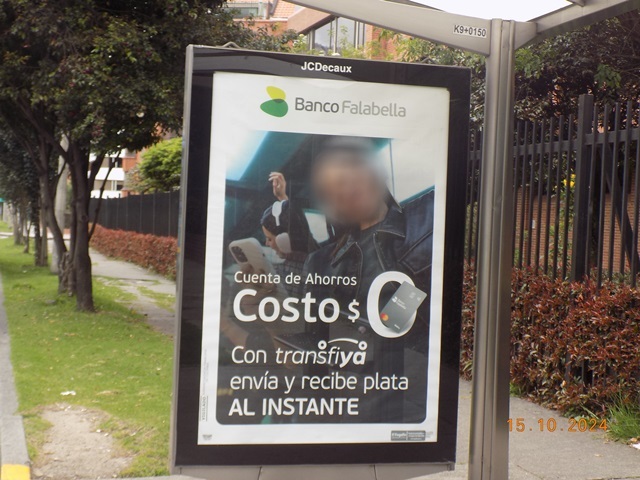 K9+0150
JCDecaux
Banco Falabella
Cuenta de Ahorros
Costo $ 0
Con transfiyá
envía y recibe plata
AL INSTANTE
15.10.2024